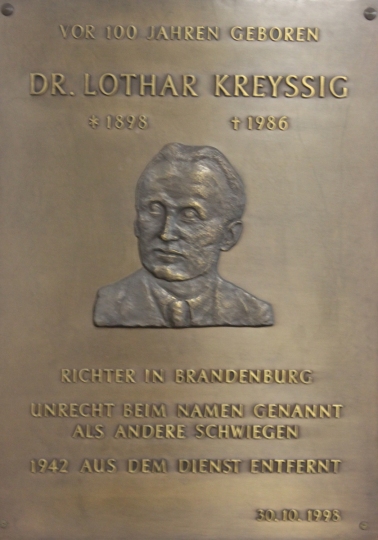 VOR 100 JAHREN GEBOREN
DR. LOTHAR KREYSSIG
* 1898 † 1986
RICHTER IN BRANDENBURG
UNRECHT BEIM NAMEN GENANNT
ALS ANDERE SCHWIEGEN
1942 AUS DEM DIENST ENTFERNT
30.10.1998